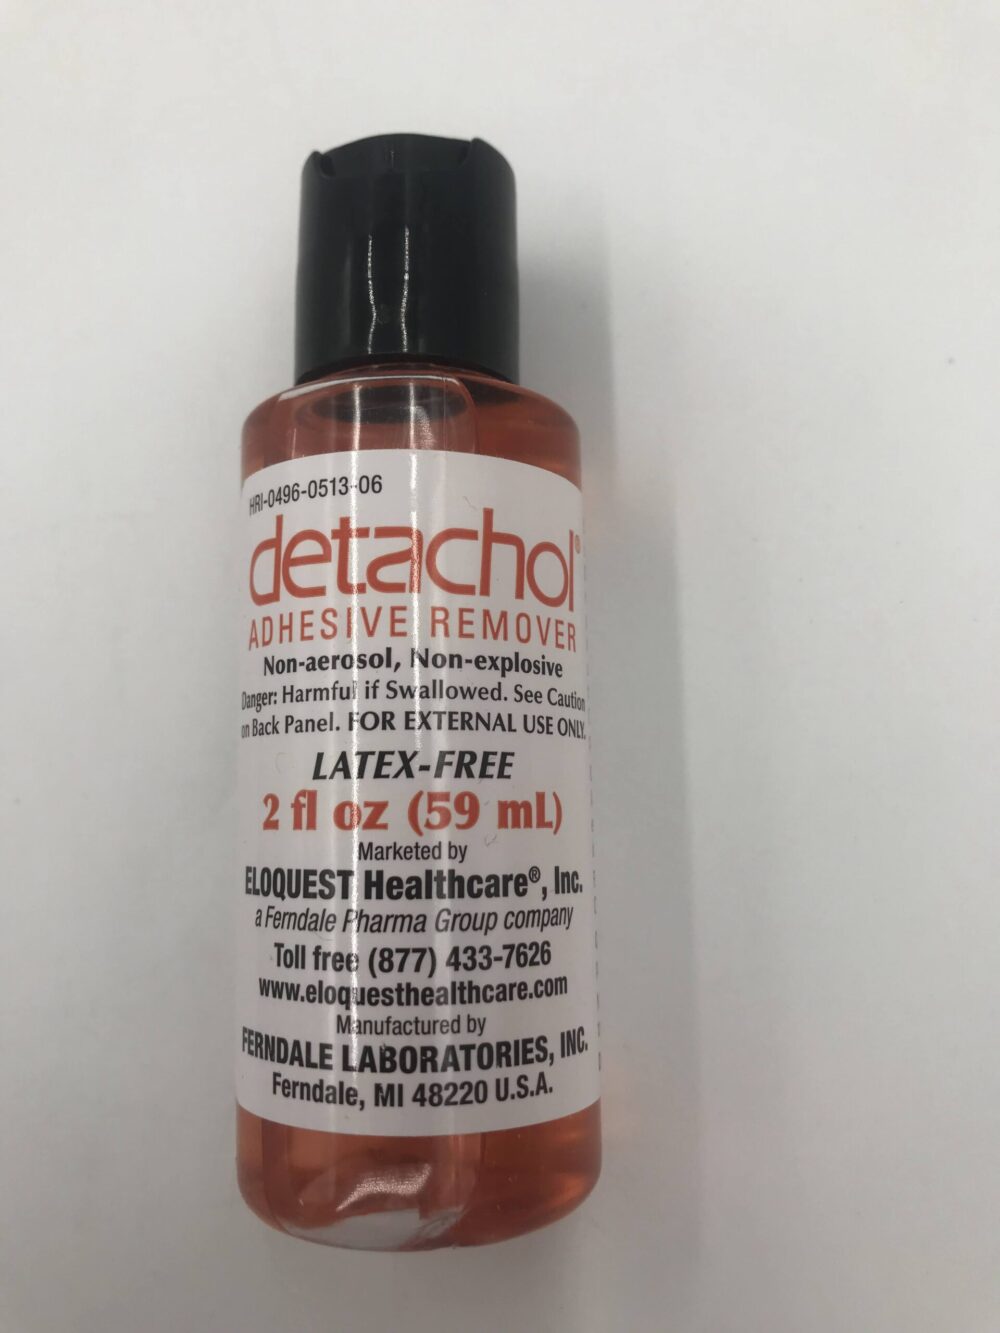 HRI-0496-0513-06
detachol®
ADHESIVE REMOVER
Non-aerosol, Non-explosive
Danger: Harmful if Swallowed. See Caution
on Back Panel. FOR EXTERNAL USE ONLY.
LATEX-FREE
2 fl oz (59 mL)
Marketed by
ELOQUEST Healthcare®, Inc.
a Ferndale Pharma Group company
Toll free (877) 433-7626
www.eloquesthealthcare.com
Manufactured by
FERNDALE LABORATORIES, INC.
Ferndale, MI 48220 U.S.A.